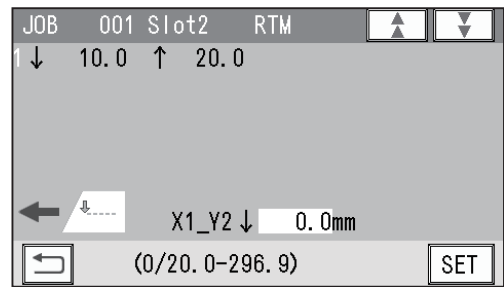 JOB 001 Slot2 RTM
1↓ 10.0 ↑ 20.0
X1_Y2↓ 0.0mm
(0/20.0-296.9)
SET